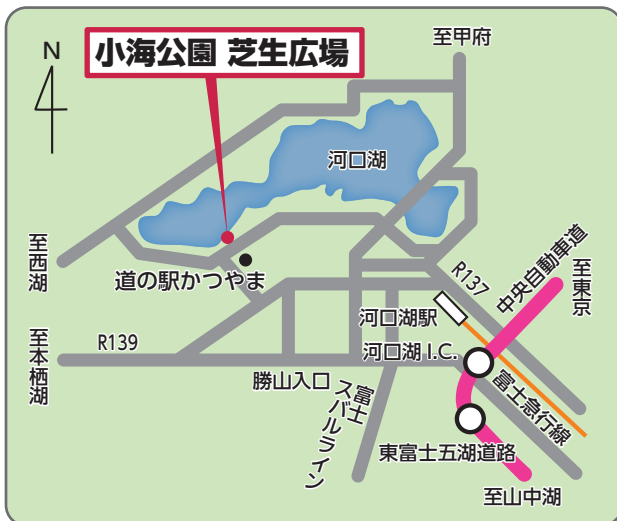 小海公園 芝生広場
N
至甲府
河口湖
至西湖
道の駅かつやま
R137
中央自動車道
至東京
河口湖駅
至本栖湖
R139
河口湖 I.C.
勝山入口
富士
スバルライン
富士急行線
東富士五湖道路
至山中湖